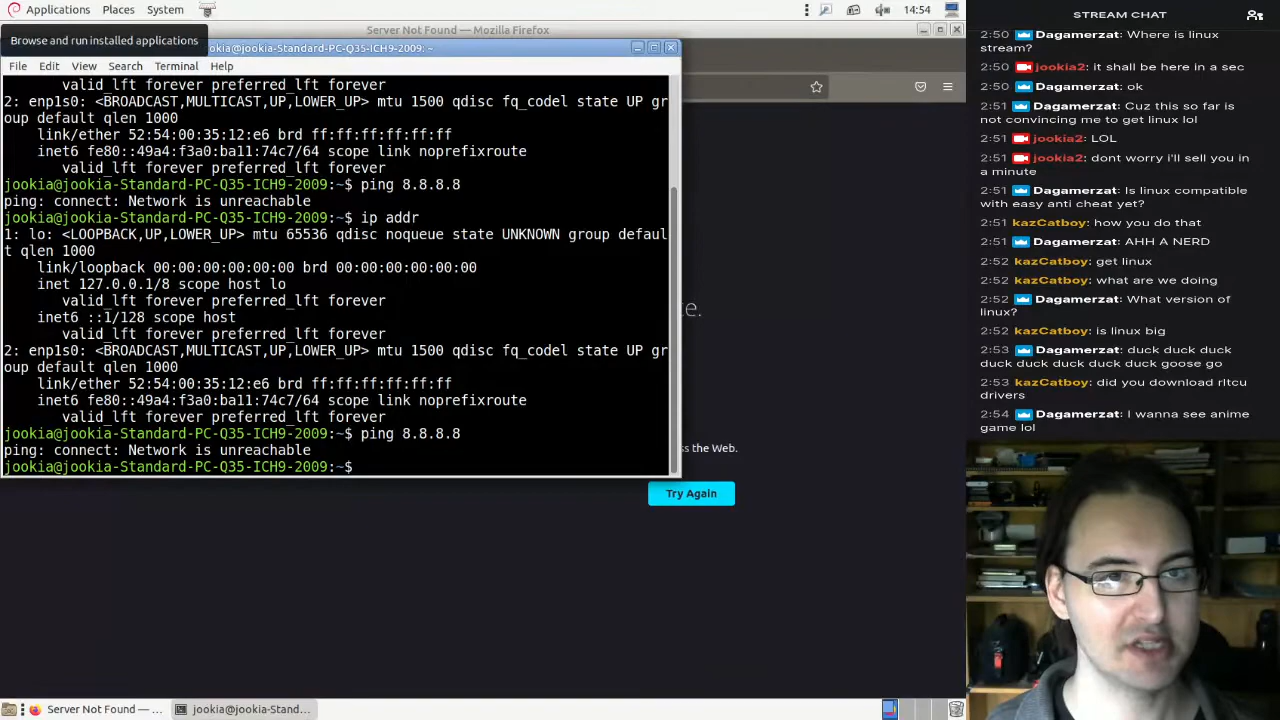 Applications Places System
14:54
Server Not Found — Mozilla Firefox
Browse and run installed applications
ookia@jookia-Standard-PC-Q35-ICH9-2009: ~
File Edit View Search Terminal Help
valid_lft forever preferred_lft forever
2: enp1s0: <BROADCAST,MULTICAST,UP,LOWER_UP> mtu 1500 qdisc fq_codel state UP gr
oup default qlen 1000
link/ether 52:54:00:35:12:e6 brd ff:ff:ff:ff:ff:ff
inet6 fe80::49a4:f3a0:ba11:74c7/64 scope link noprefixroute
valid_lft forever preferred_lft forever
jookia@jookia-Standard-PC-Q35-ICH9-2009:~$ ping 8.8.8.8
ping: connect: Network is unreachable
jookia@jookia-Standard-PC-Q35-ICH9-2009:~$ ip addr
1: lo: <LOOPBACK,UP,LOWER_UP> mtu 65536 qdisc noqueue state UNKNOWN group defaul
t qlen 1000
link/loopback 00:00:00:00:00:00 brd 00:00:00:00:00:00
inet 127.0.0.1/8 scope host lo
valid_lft forever preferred_lft forever
inet6 ::1/128 scope host
valid_lft forever preferred_lft forever
2: enp1s0: <BROADCAST,MULTICAST,UP,LOWER_UP> mtu 1500 qdisc fq_codel state UP gr
oup default qlen 1000
link/ether 52:54:00:35:12:e6 brd ff:ff:ff:ff:ff:ff
inet6 fe80::49a4:f3a0:ba11:74c7/64 scope link noprefixroute
valid_lft forever preferred_lft forever
jookia@jookia-Standard-PC-Q35-ICH9-2009:~$ ping 8.8.8.8
ping: connect: Network is unreachable
jookia@jookia-Standard-PC-Q35-ICH9-2009:~$
te.
ss the Web.
Try Again
Server Not Found — ...
jookia@jookia-Stand...
STREAM CHAT
2:50 Dagamerzat: Where is linux
stream?
2:50 jookia2: it shall be here in a sec
2:50 Dagamerzat: ok
2:51 Dagamerzat: Cuz this so far is
not convincing me to get linux lol
2:51 jookia2: LOL
2:51 jookia2: dont worry i'll sell you in
a minute
2:51 Dagamerzat: Is linux compatible
with easy anti cheat yet?
2:51 kazCatboy: how you do that
2:51 Dagamerzat: AHH A NERD
2:52 kazCatboy: get linux
2:52 kazCatboy: what are we doing
2:52 Dagamerzat: What version of
linux?
2:52 kazCatboy: is linux big
2:53 Dagamerzat: duck duck duck
duck duck duck duck duck goose go
2:53 kazCatboy: did you download rltcu
drivers
2:54 Dagamerzat: I wanna see anime
game lol